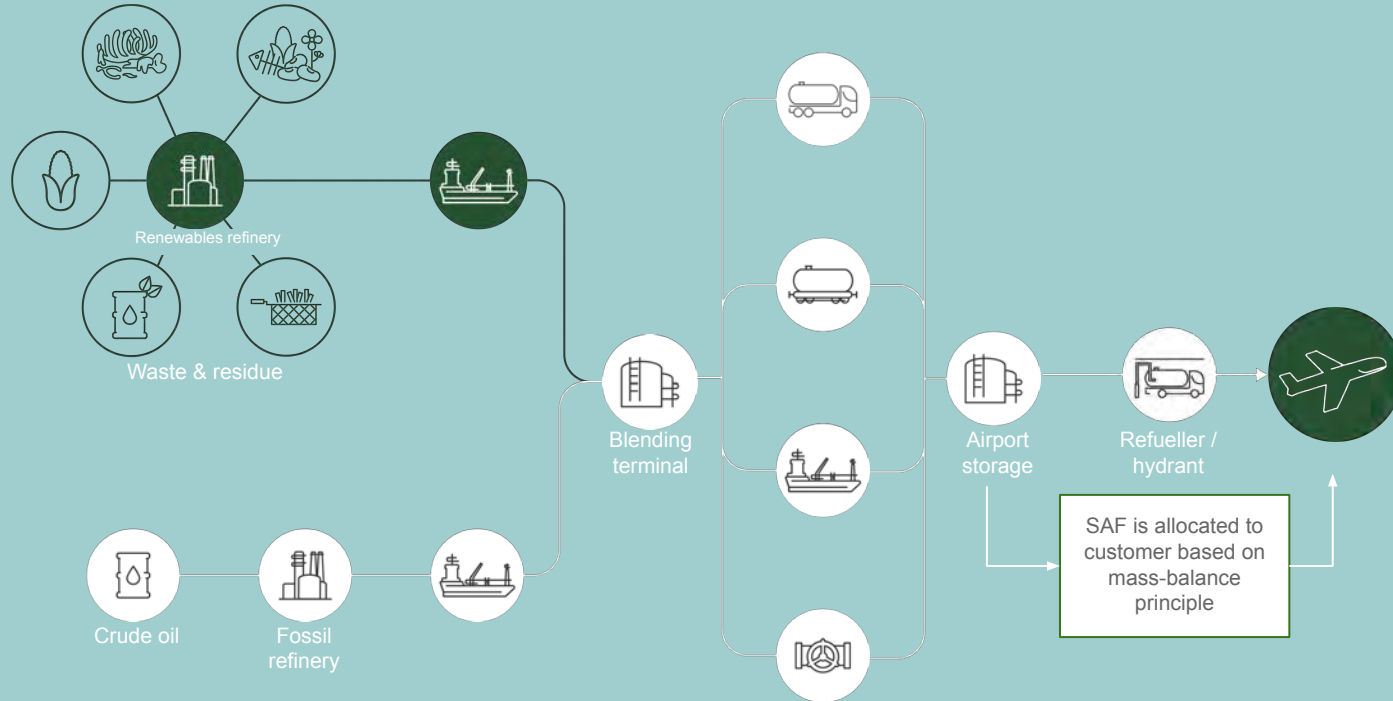 Renewables refinery
Waste & residue
Blending
terminal
Airport
storage
Refueller /
hydrant
SAF is allocated to
customer based on
mass-balance
principle
Crude oil
Fossil
refinery